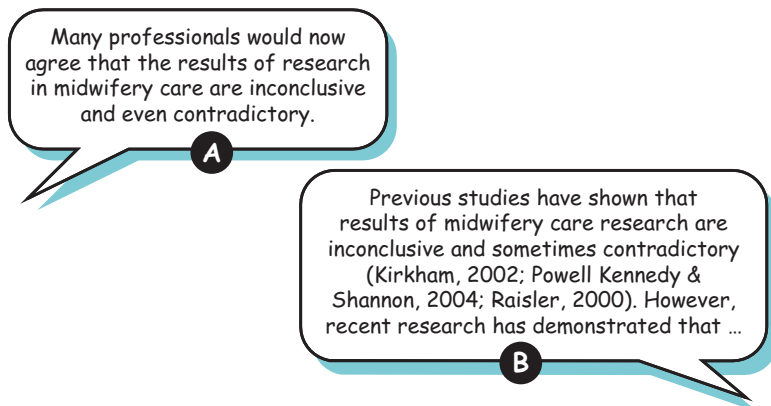 Many professionals would now
agree that the results of research
in midwifery care are inconclusive
and even contradictory.
A
Previous studies have shown that
results of midwifery care research are
inconclusive and sometimes contradictory
(Kirkham, 2002; Powell Kennedy &
Shannon, 2004; Raisler, 2000). However,
recent research has demonstrated that ...
B